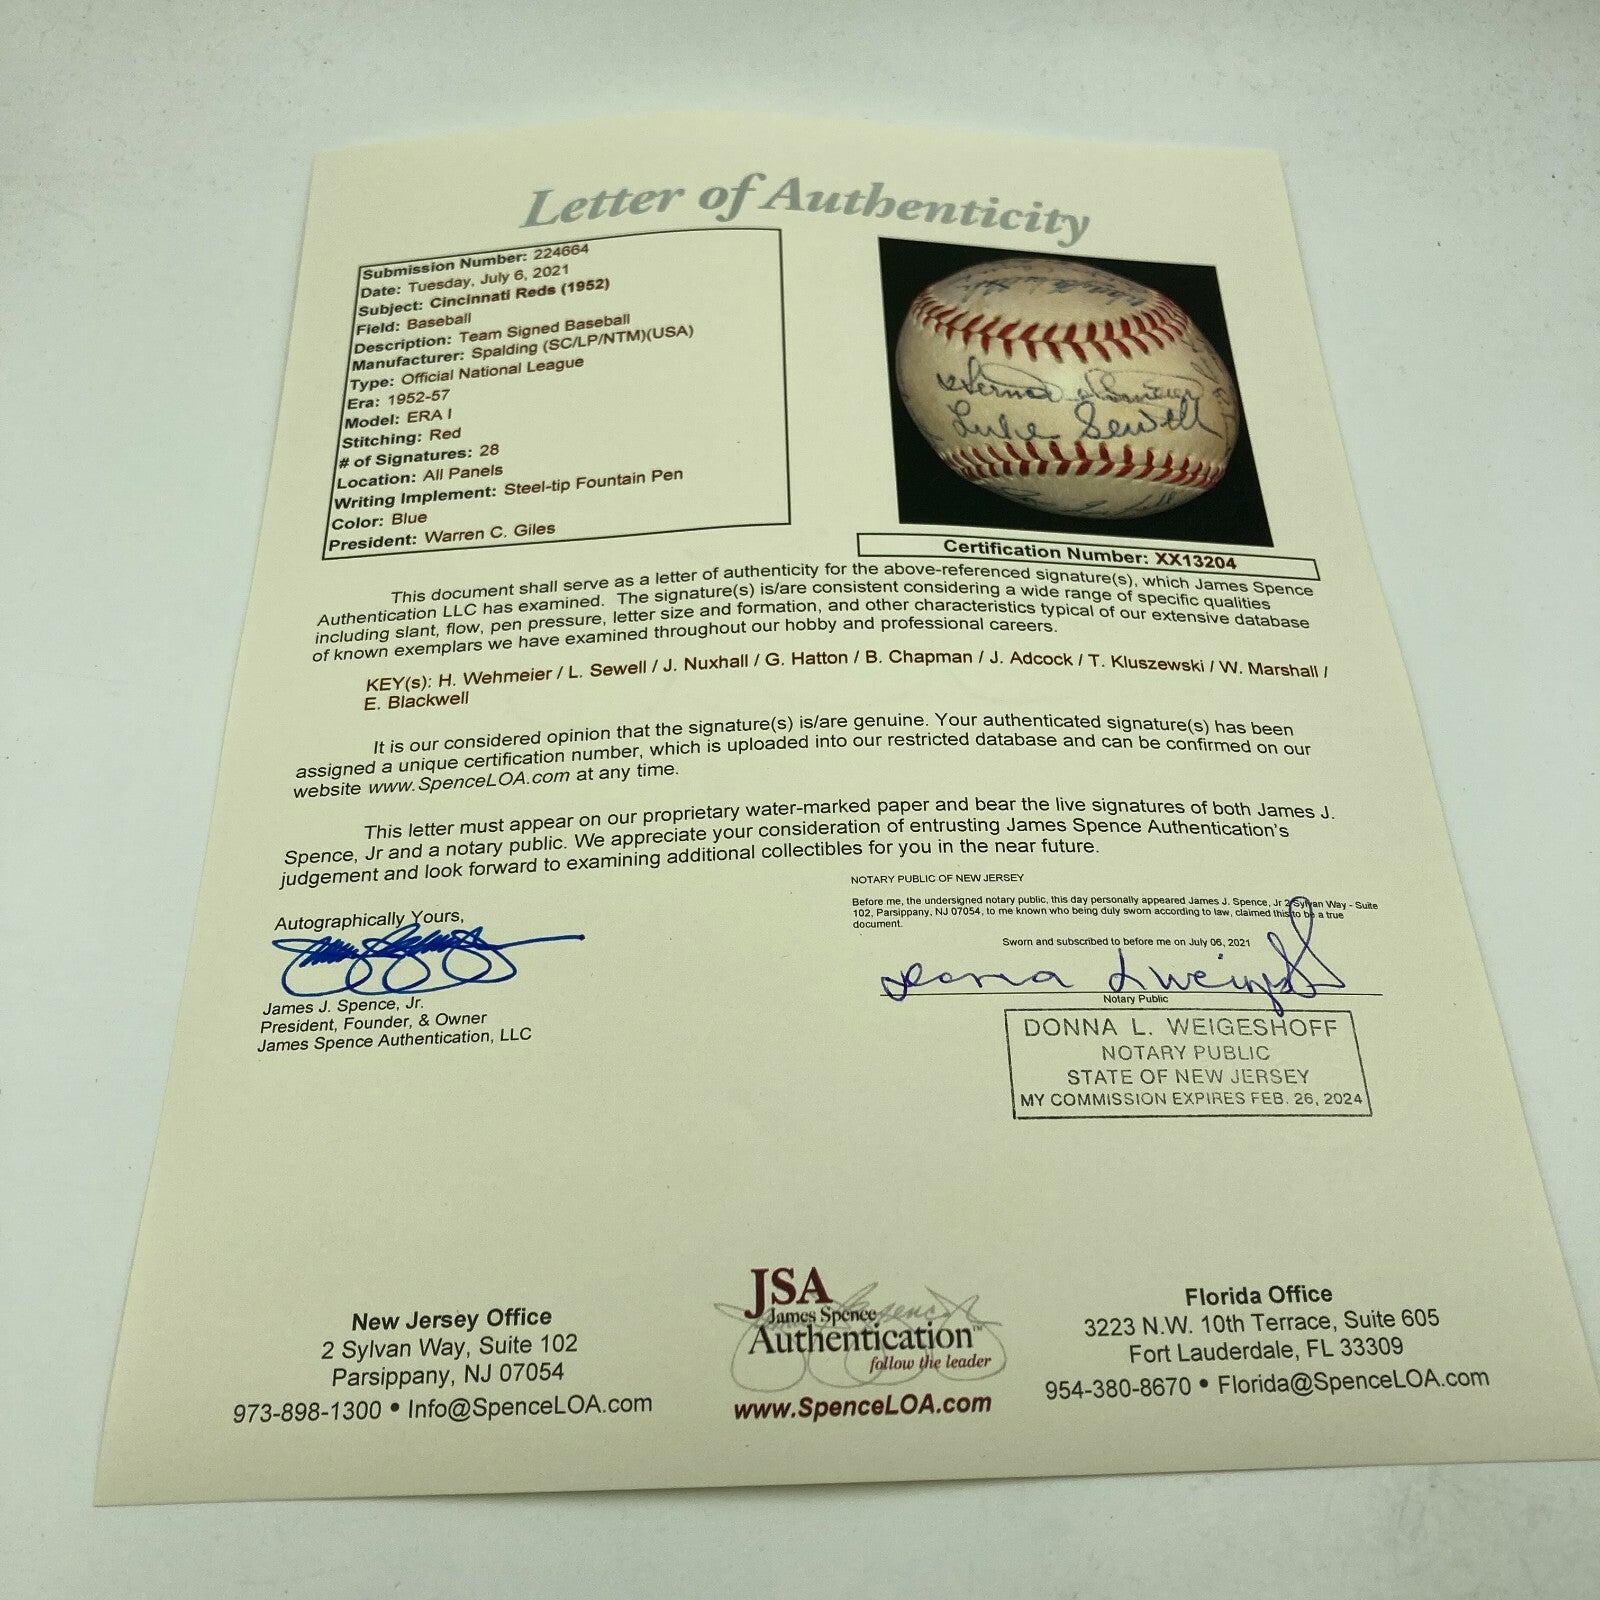 Letter of Authenticity
Submission Number: 224664
Date: Tuesday, July 6, 2021
Subject: Cincinnati Reds (1952)
Field: Baseball
Description: Team Signed Baseball
Manufacturer: Spalding (SC/LP/NTM)(USA)
Type: Official National League
Era: 1952-57
Model: ERA I
Stitching: Red
# of Signatures: 28
Location: All Panels
Writing Implement: Steel-tip Fountain Pen
Color: Blue
President: Warren C. Giles
Luke Sewell
Certification Number: XX13204
This document shall serve as a letter of authenticity for the above-referenced signature(s), which James Spence
Authentication LLC has examined. The signature(s) is/are consistent considering a wide range of specific qualities
including slant, flow, pen pressure, letter size and formation, and other characteristics typical of our extensive database
of known exemplars we have examined throughout our hobby and professional careers.
KEY(s): H. Wehmeier / L. Sewell / J. Nuxhall / G. Hatton / B. Chapman / J. Adcock / T. Kluszewski / W. Marshall /
E. Blackwell
It is our considered opinion that the signature(s) is/are genuine. Your authenticated signature(s) has been
assigned a unique certification number, which is uploaded into our restricted database and can be confirmed on our
website www.SpenceLOA.com at any time.
This letter must appear on our proprietary water-marked paper and bear the live signatures of both James J.
Spence, Jr and a notary public. We appreciate your consideration of entrusting James Spence Authentication's
judgement and look forward to examining additional collectibles for you in the near future.
NOTARY PUBLIC OF NEW JERSEY
Before me, the undersigned notary public, this day personally appeared James J. Spence, Jr 2 Sylvan Way - Suite
102, Parsippany, NJ 07054, to me known who being duly sworn according to law, claimed this to be a true
document.
Sworn and subscribed to before me on July 06, 2021
Autographically Yours,
James J. Spence, Jr.
President, Founder, & Owner
James Spence Authentication, LLC
Notary Public
DONNA L. WEIGESHOFF
NOTARY PUBLIC
STATE OF NEW JERSEY
MY COMMISSION EXPIRES FEB. 26, 2024
New Jersey Office
2 Sylvan Way, Suite 102
Parsippany, NJ 07054
973-898-1300 • Info@SpenceLOA.com
JSA
James Spence
Authentication™
follow the leader
www.SpenceLOA.com
Florida Office
3223 N.W. 10th Terrace, Suite 605
Fort Lauderdale, FL 33309
954-380-8670 • Florida@SpenceLOA.com